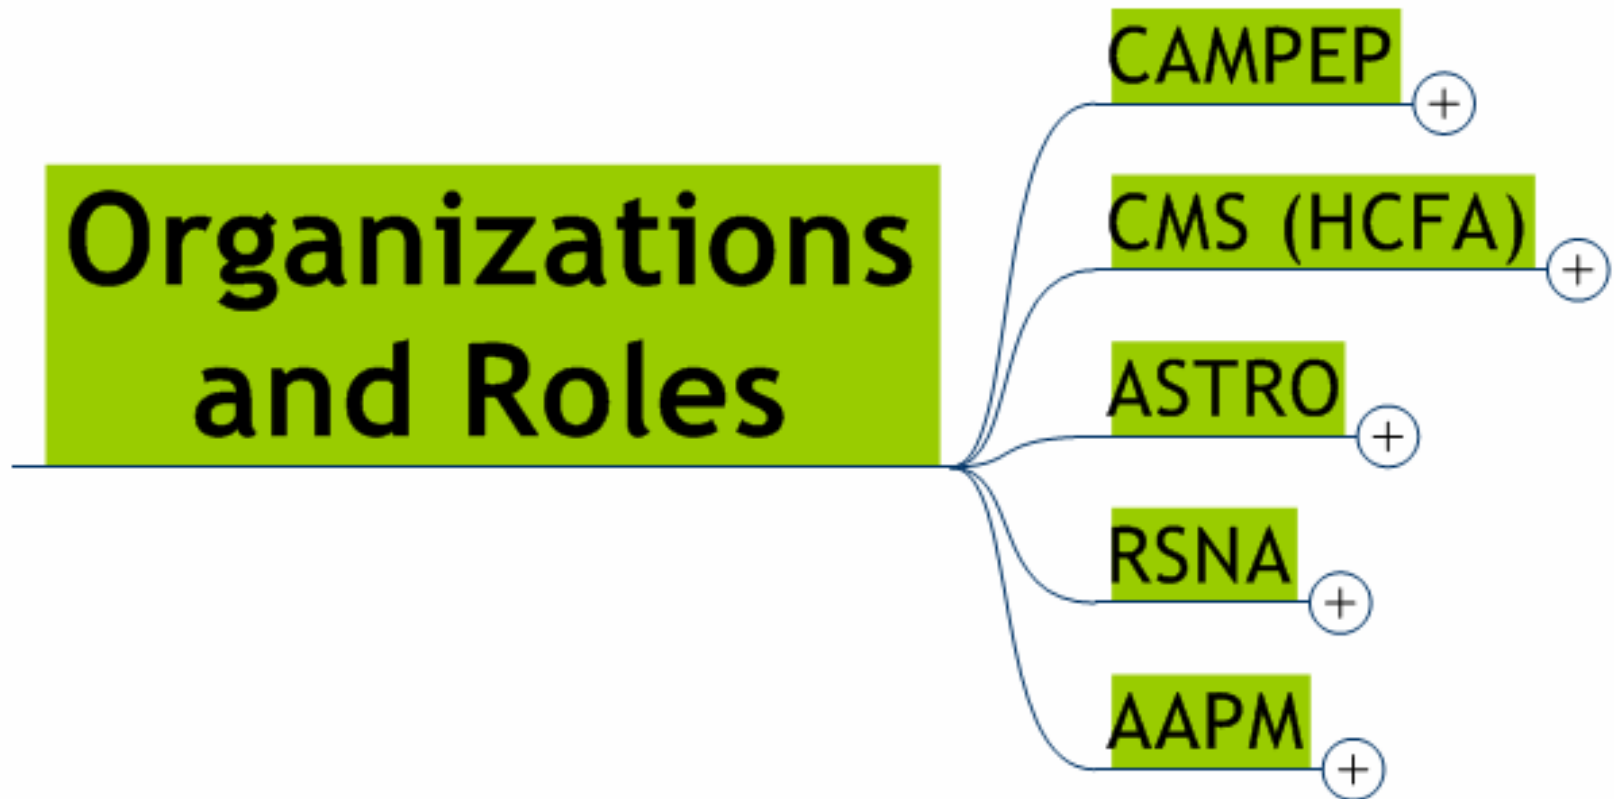 Organizations
and Roles
CAMPEP
CMS (HCFA)
ASTRO
RSNA
AAPM